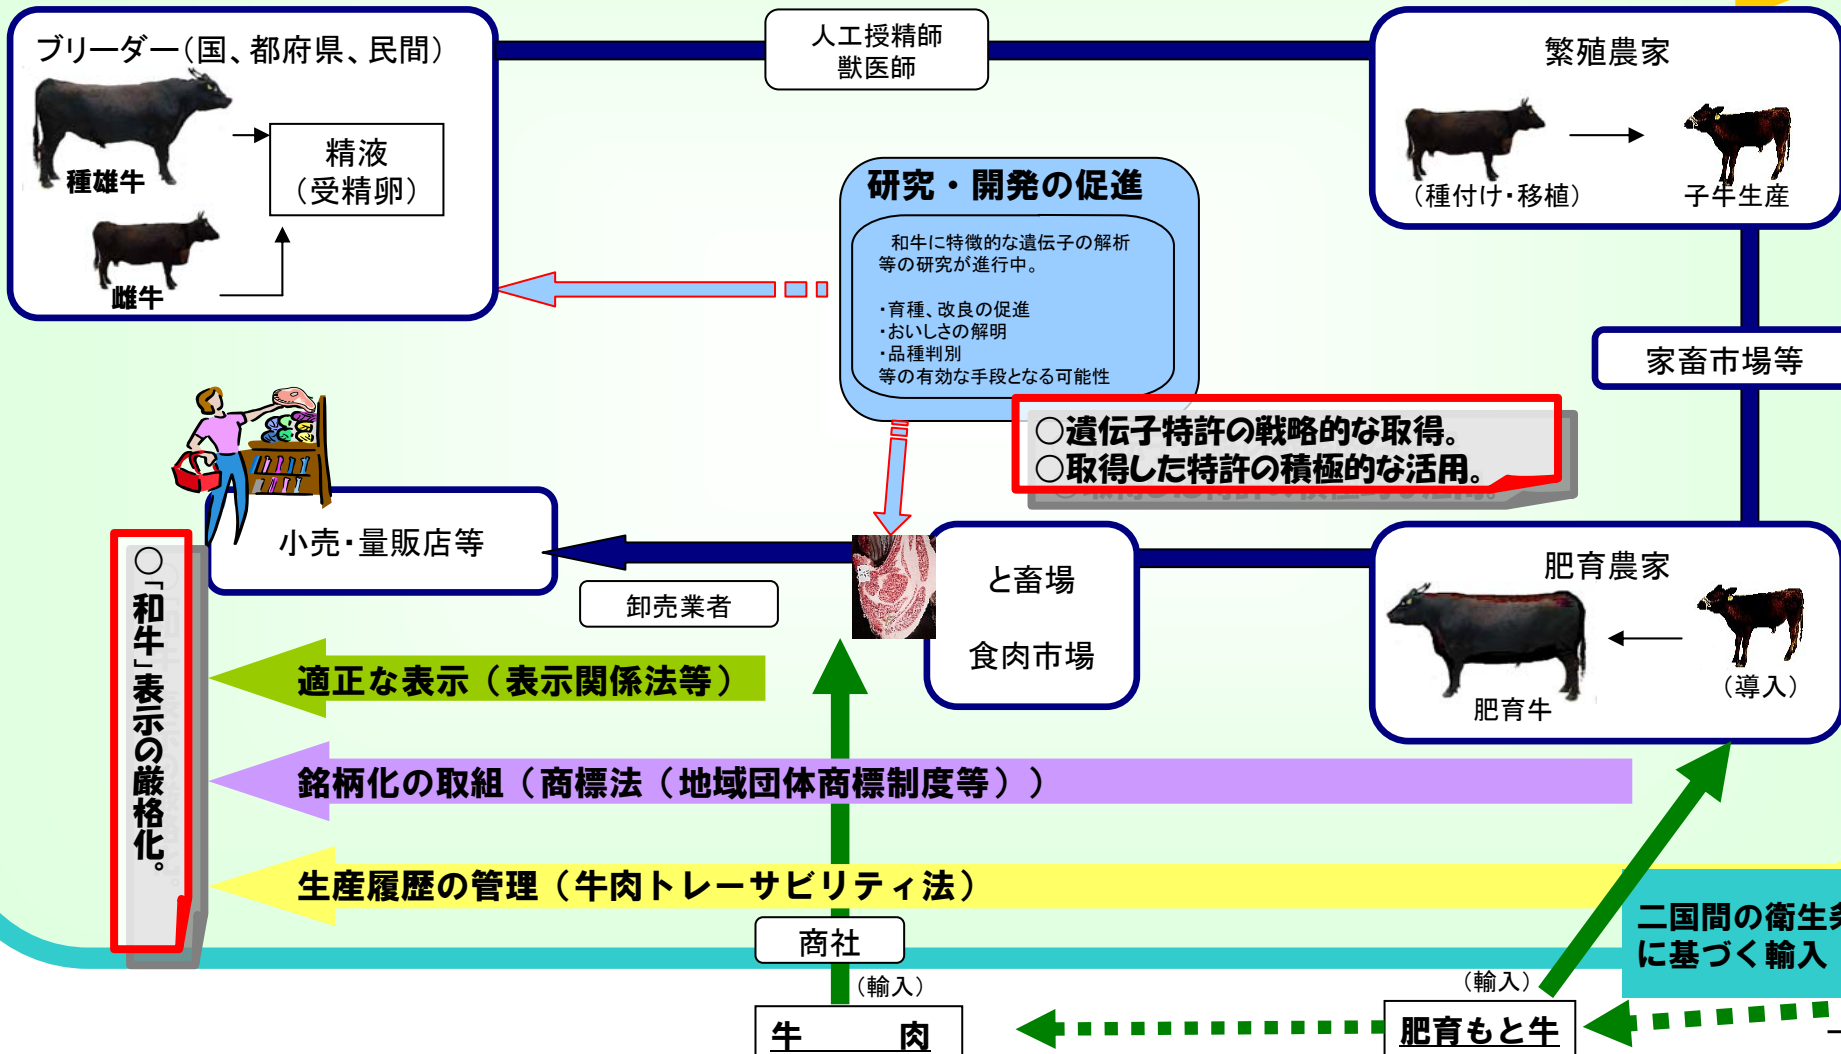 ブリーダー(国、都府県、民間)
種雄牛
精液
(受精卵)
雌牛
人工授精師
獣医師
繁殖農家
(種付け・移植)
子牛生産
研究・開発の促進
和牛に特徴的な遺伝子の解析
等の研究が進行中。
・育種、改良の促進
・おいしさの解明
・品種判別
等の有効な手段となる可能性
家畜市場等
○遺伝子特許の戦略的な取得。
○取得した特許の積極的な活用。
小売・量販店等
卸売業者
と畜場
食肉市場
肥育農家
肥育牛
(導入)
○「和牛」表示の厳格化。
適正な表示(表示関係法等)
銘柄化の取組(商標法(地域団体商標制度等))
生産履歴の管理(牛肉トレーサビリティ法)
二国間の衛生条
に基づく輸入
商社
(輸入)
(輸入)
牛 肉
肥育もと牛